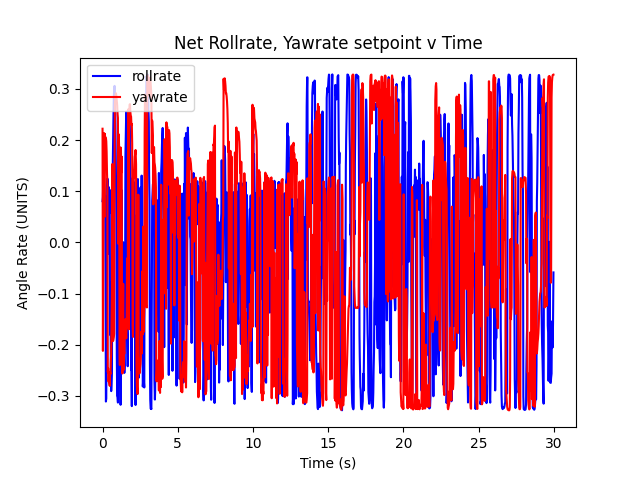 Net Rollrate, Yawrate setpoint v Time
rollrate
yawrate
Angle Rate (UNITS)
0.3
0.2
0.1
0.0
−0.1
−0.2
−0.3
0 5 10 15 20 25 30
Time (s)